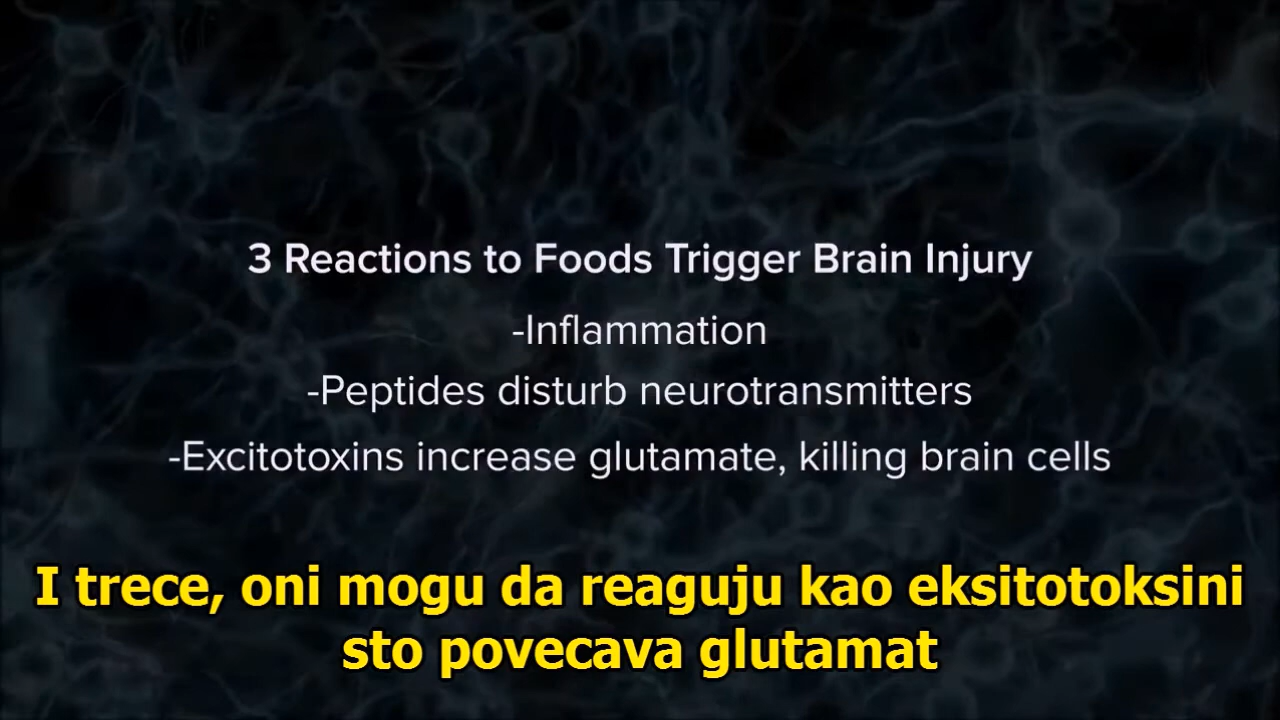 3 Reactions to Foods Trigger Brain Injury
-Inflammation
-Peptides disturb neurotransmitters
-Excitotoxins increase glutamate, killing brain cells
I trece, oni mogu da reaguju kao eksitotoksini
sto povecava glutamat